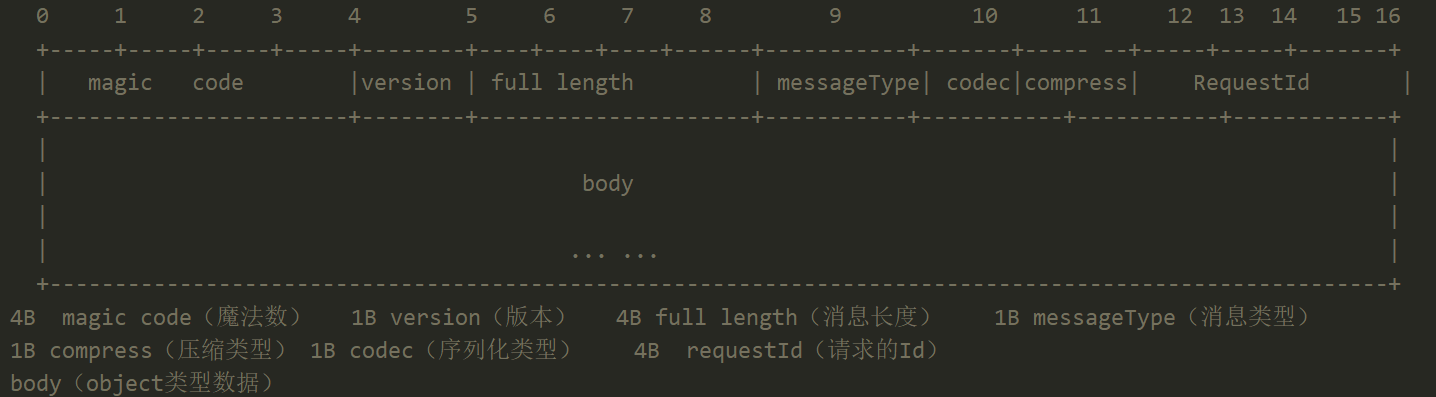 0     1     2     3     4        5     6     7     8         9          10      11     12  13   14    15 16
+-----+-----+-----+-----+--------+----+----+----+------+-----------+-------+----- --+-----+-----+-------+
|   magic   code        |version | full length         | messageType| codec|compress|    RequestId       |
+-----------------------+--------+---------------------+-----------+-----------+-----------+------------+
|                                                                                                       |
|                                         body                                                          |
|                                                                                                       |
|                                        ... ...                                                        |
+-------------------------------------------------------------------------------------------------------+
4B  magic code（魔法数）   1B version（版本）   4B full length（消息长度）    1B messageType（消息类型）
1B compress（压缩类型） 1B codec（序列化类型）    4B  requestId（请求的Id）
body（object类型数据）